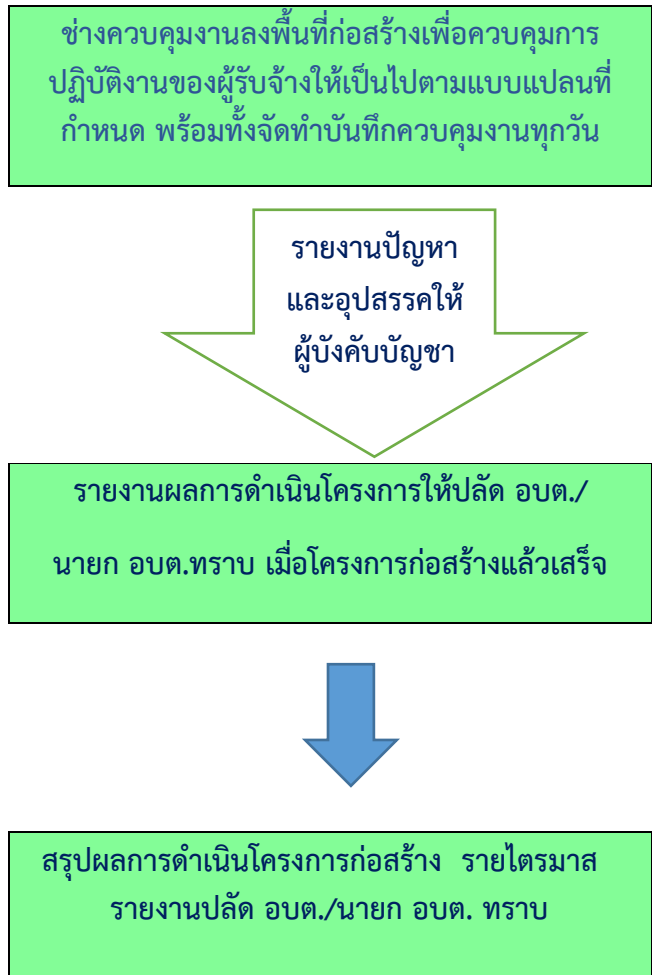 ช่างควบคุมงานลงพื้นที่ก่อสร้างเพื่อควบคุมการ
ปฏิบัติงานของผู้รับจ้างให้เป็นไปตามแบบแปลนที่
กำหนด พร้อมทั้งจัดทำบันทึกควบคุมงานทุกวัน
รายงานปัญหา
และอุปสรรคให้
ผู้บังคับบัญชา
รายงานผลการดำเนินโครงการให้ปลัด อบต./
นายก อบต.ทราบ เมื่อโครงการก่อสร้างแล้วเสร็จ
สรุปผลการดำเนินโครงการก่อสร้าง รายไตรมาส
รายงานปลัด อบต./นายก อบต. ทราบ